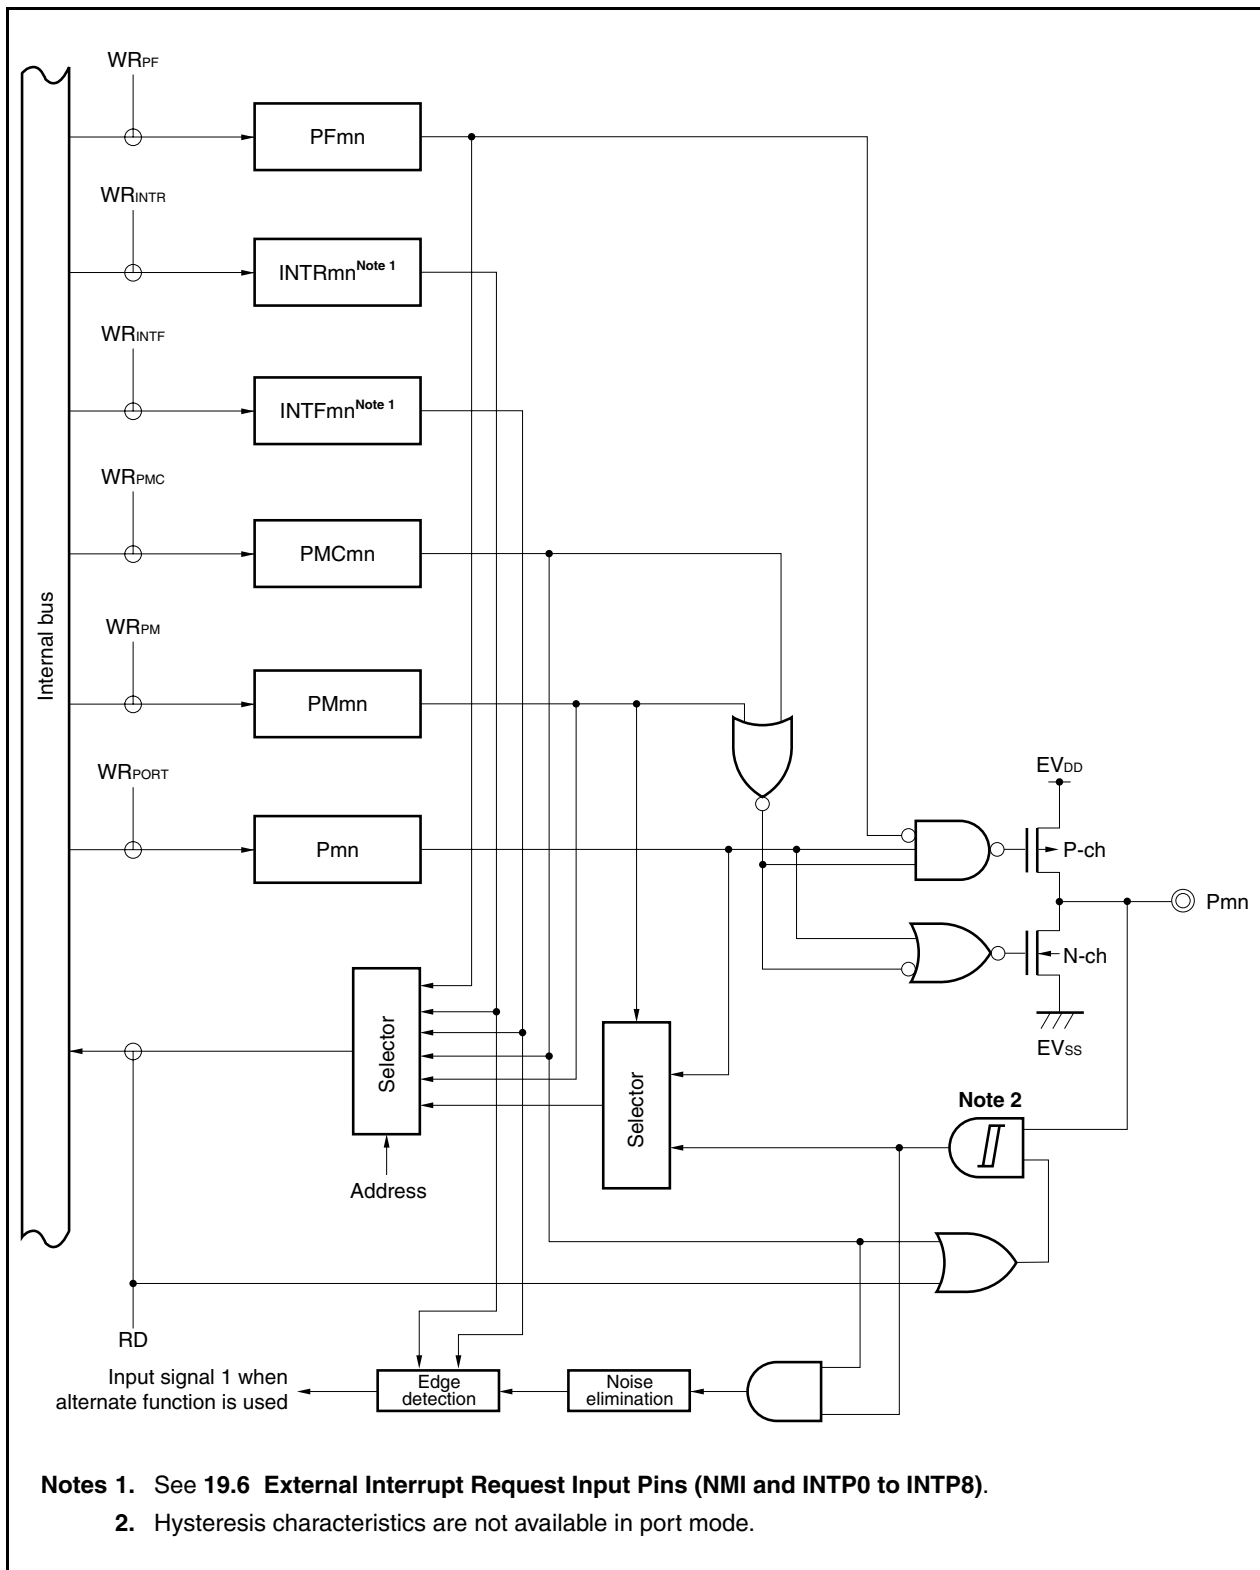 WRPF
PFmn
WRINTR
INTRmnNote 1
WRINTF
INTFmnNote 1
WRPMC
PMCmn
Internal bus
WRPM
PMmn
WRPORT
Pmn
EVDD
P-ch
Pmn
N-ch
EVSS
Selector
Selector
Note 2
Address
RD
Input signal 1 when
alternate function is used
Edge
detection
Noise
elimination
Notes 1. See 19.6 External Interrupt Request Input Pins (NMI and INTP0 to INTP8).
2. Hysteresis characteristics are not available in port mode.